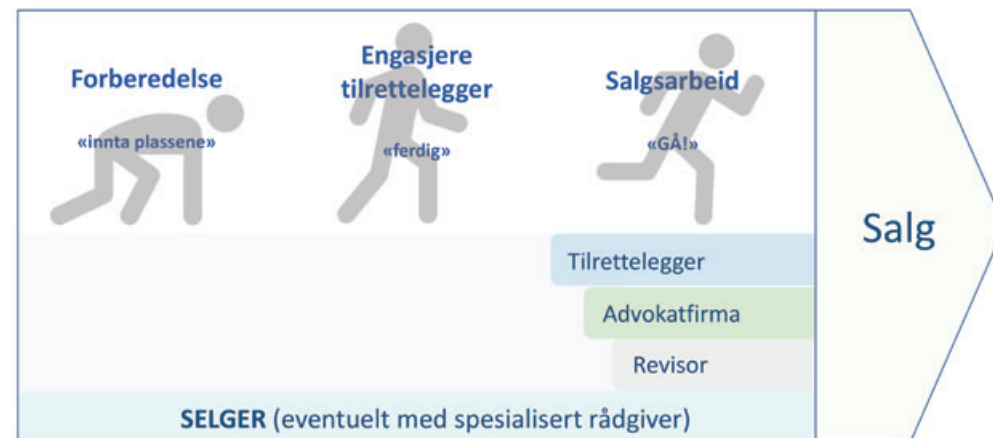 Forberedelse
«innta plassene»
Engasjere
tilrettelegger
«ferdig»
Salgsarbeid
«GÅ!»
Salg
Tilrettelegger
Advokatfirma
Revisor
SELGER (eventuelt med spesialisert rådgiver)